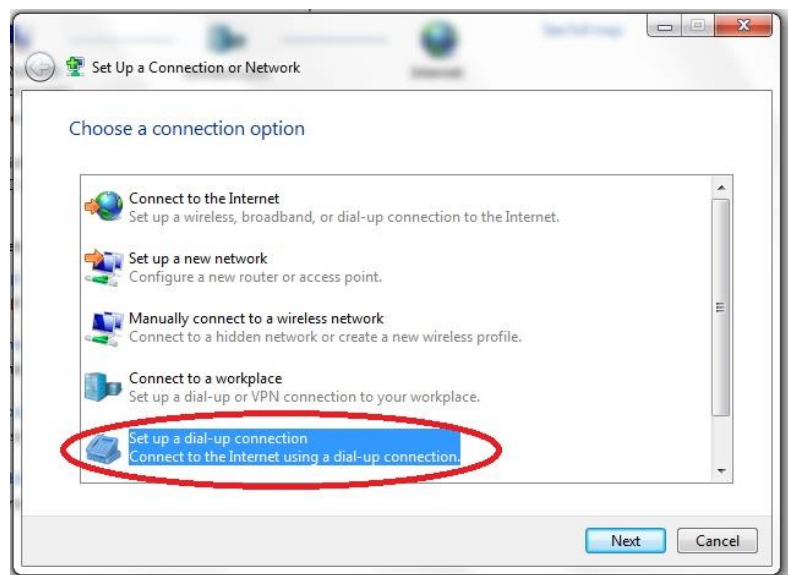 Set Up a Connection or Network
Choose a connection option
Connect to the Internet
Set up a wireless, broadband, or dial-up connection to the Internet.
Set up a new network
Configure a new router or access point.
Manually connect to a wireless network
Connect to a hidden network or create a new wireless profile.
Connect to a workplace
Set up a dial-up or VPN connection to your workplace.
Set up a dial-up connection
Connect to the Internet using a dial-up connection.
Next
Cancel